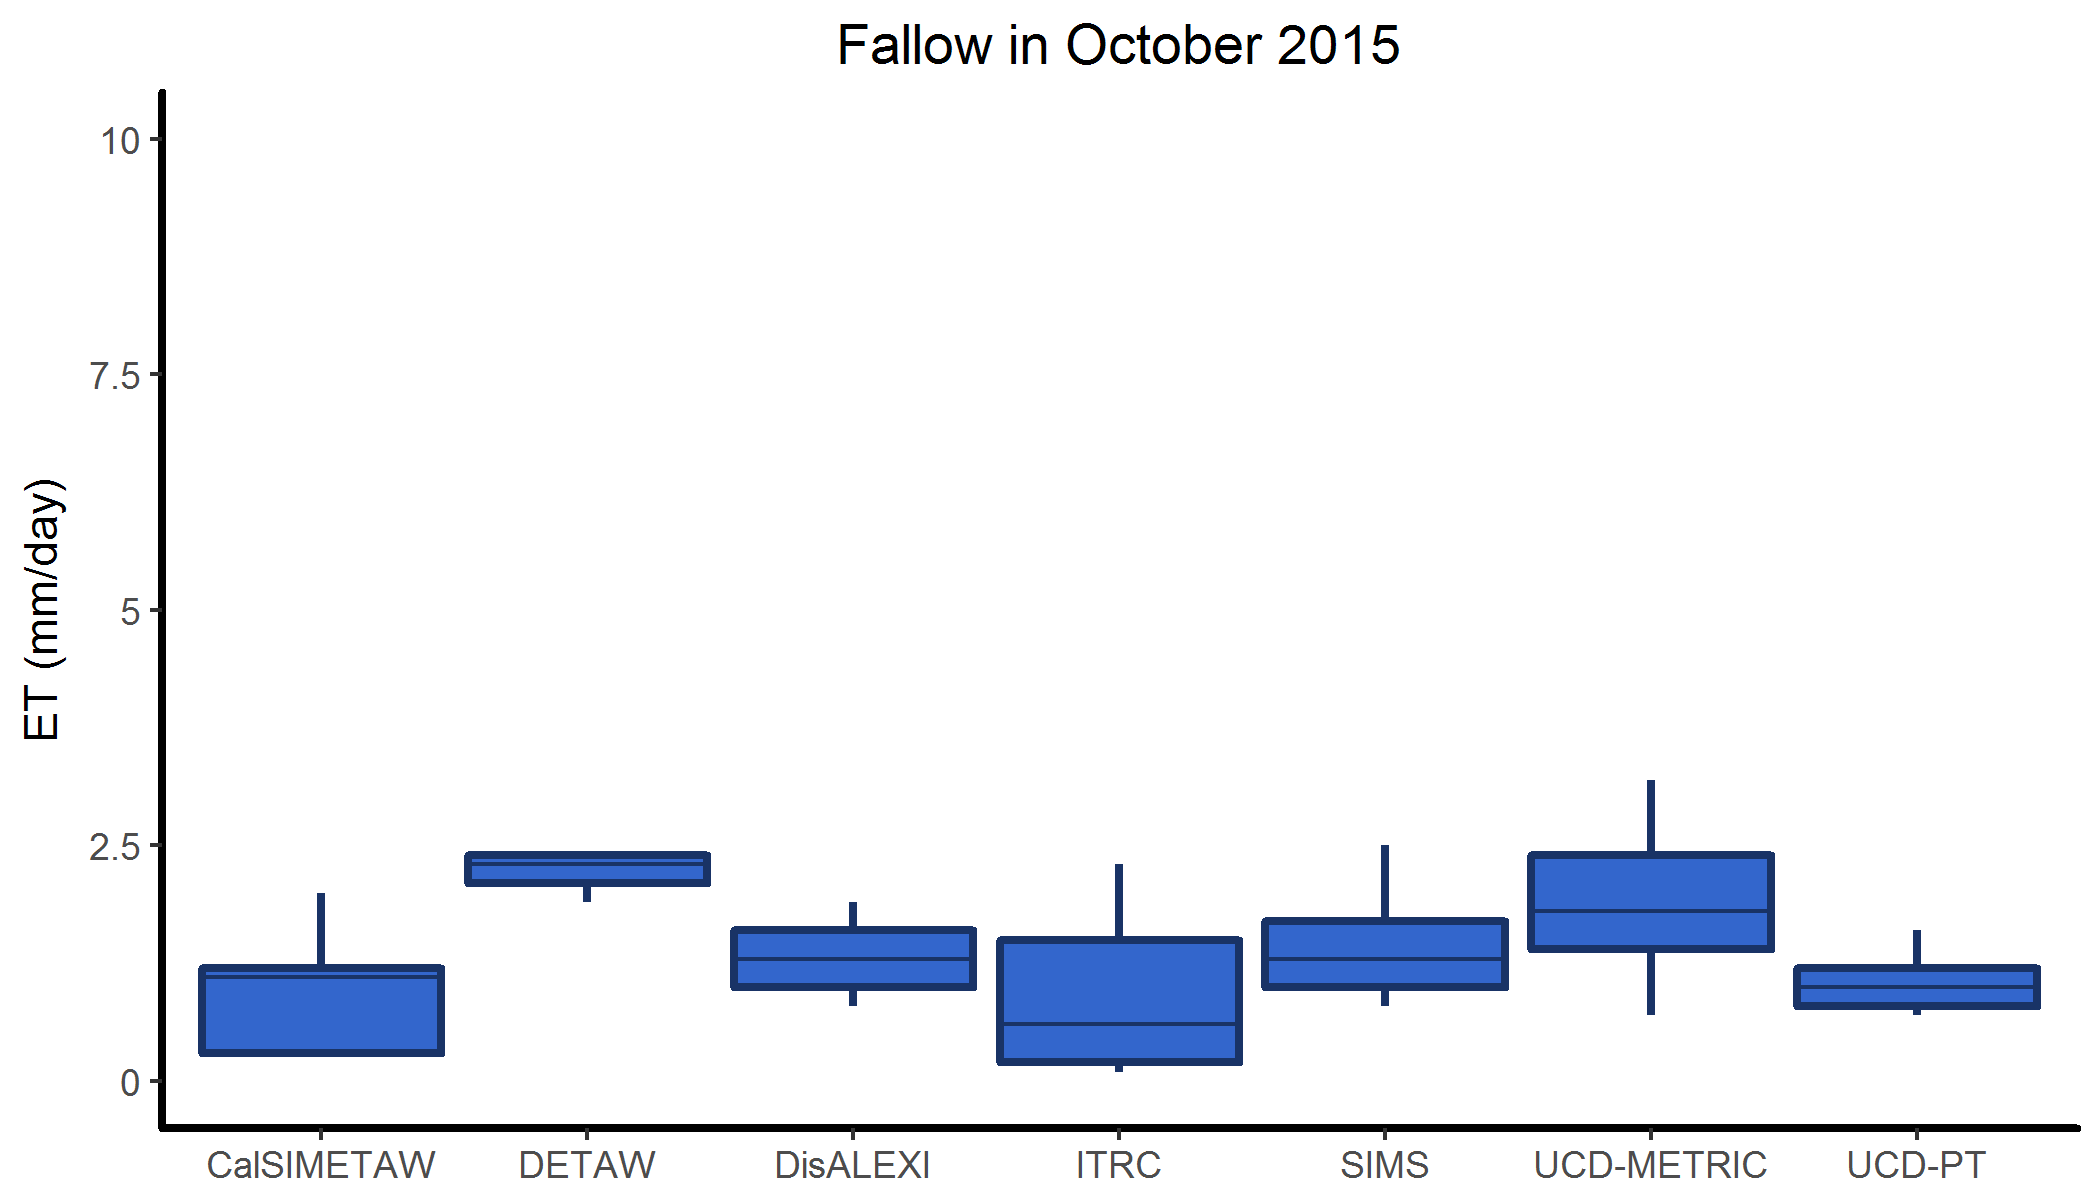 Fallow in October 2015
ET (mm/day)
10
7.5
5
2.5
0
CalSIMETAW DETAW DisALEXI ITRC SIMS UCD-METRIC UCD-PT